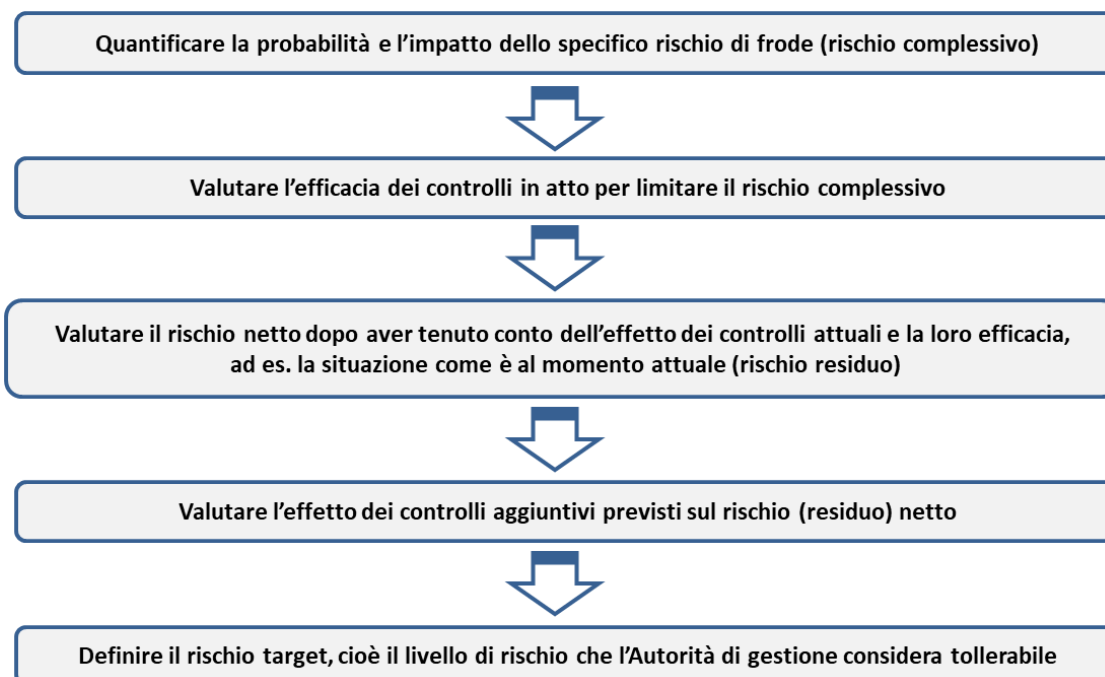 Quantificare la probabilità e l’impatto dello specifico rischio di frode (rischio complessivo)
Valutare l’efficacia dei controlli in atto per limitare il rischio complessivo
Valutare il rischio netto dopo aver tenuto conto dell’effetto dei controlli attuali e la loro efficacia,
ad es. la situazione come è al momento attuale (rischio residuo)
Valutare l’effetto dei controlli aggiuntivi previsti sul rischio (residuo) netto
Definire il rischio target, cioè il livello di rischio che l’Autorità di gestione considera tollerabile